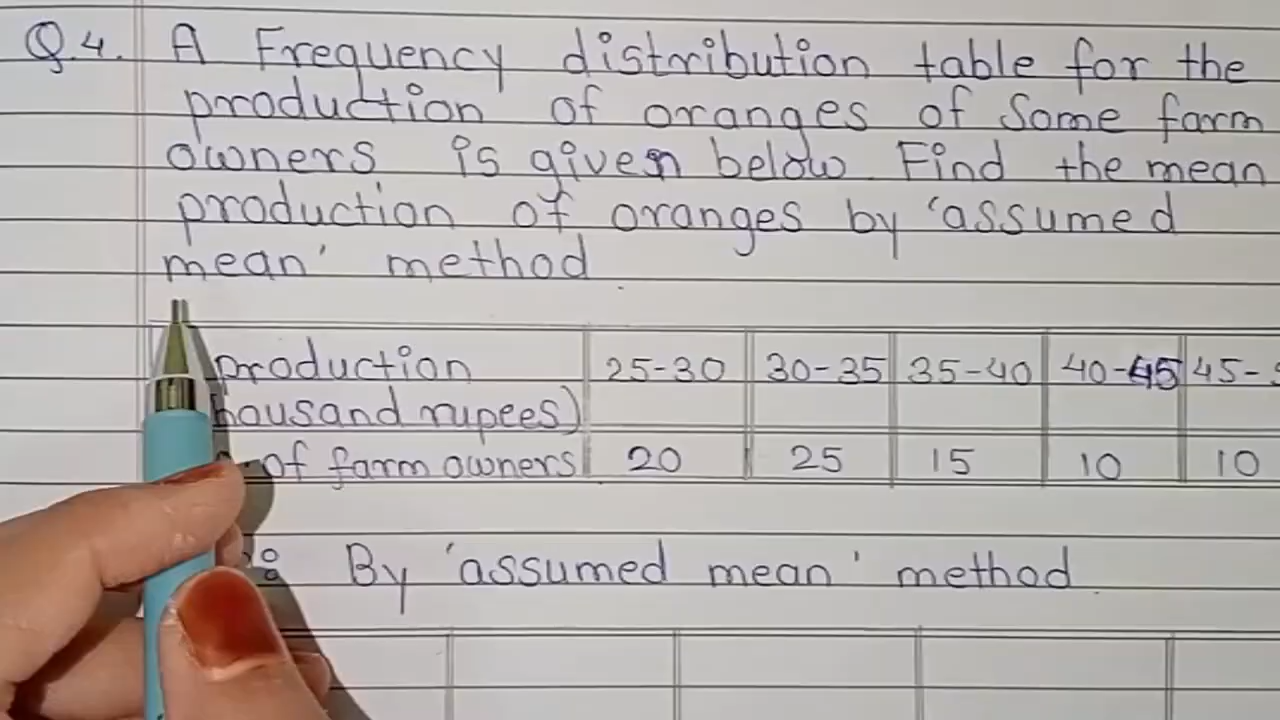 Q.4. A Frequency distribution table for the
production of oranges of Some farm
owners is given below. Find the mean
production of oranges by 'assumed
mean' method
production 25-30 30-35 35-40 40-45 45-
housand rupees)
of farm owners 20 25 15 10 10
By 'assumed mean' method